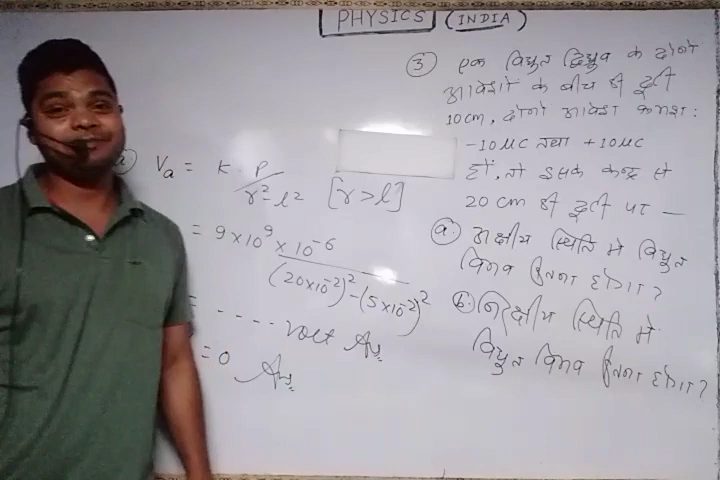 PHYSICS (INDIA)
③ एक विद्युत द्विध्रुव के दोनो
आवेशों के बीच की दूरी
10cm, दोनो आवेश क्रमशः
-10μC तथा +10μC
हों, तो इसके केन्द्र से
20 cm की दूरी पर —
ⓐ अक्षीय स्थिति मे विद्युत
विभव कितना होगा?
ⓑ निरक्षीय स्थिति मे
विद्युत विभव कितना होगा?
ⓐ Va = K·P / r²-l² [r>l]
= 9×10⁹×10⁻⁶ / (20×10⁻²)²-(5×10⁻²)²
= - - - - volt Ans
= 0 Ans